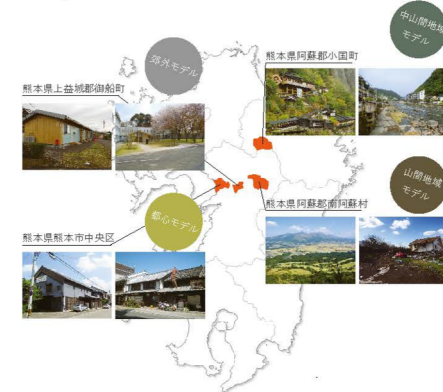 中山間地域
モデル
郊外モデル
熊本県阿蘇郡小国町
熊本県上益城郡御船町
山間地域
モデル
熊本県阿蘇郡南阿蘇村
都心モデル
熊本県熊本市中央区